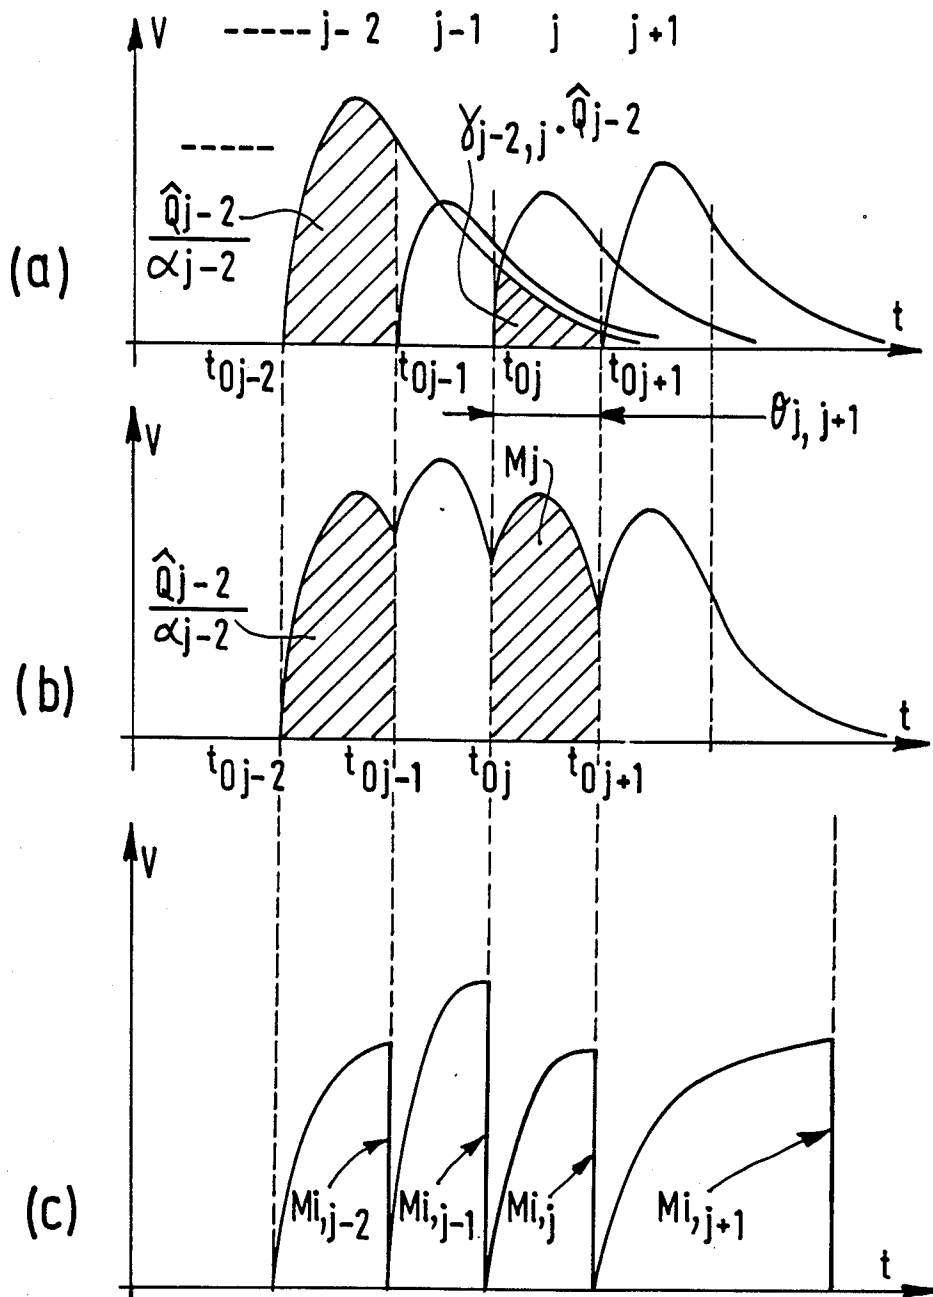 V ----- j-2 j-1 j j+1
γj-2, j · Q̂j-2
-----
Q̂j-2
αj-2
(a)
t
t0j-2 t0j-1 t0j t0j+1
θj, j+1
V
Mj
Q̂j-2
αj-2
(b)
t
t0j-2 t0j-1 t0j t0j+1
V
Mi,j-2 Mi,j-1 Mi,j Mi,j+1
(c)
t